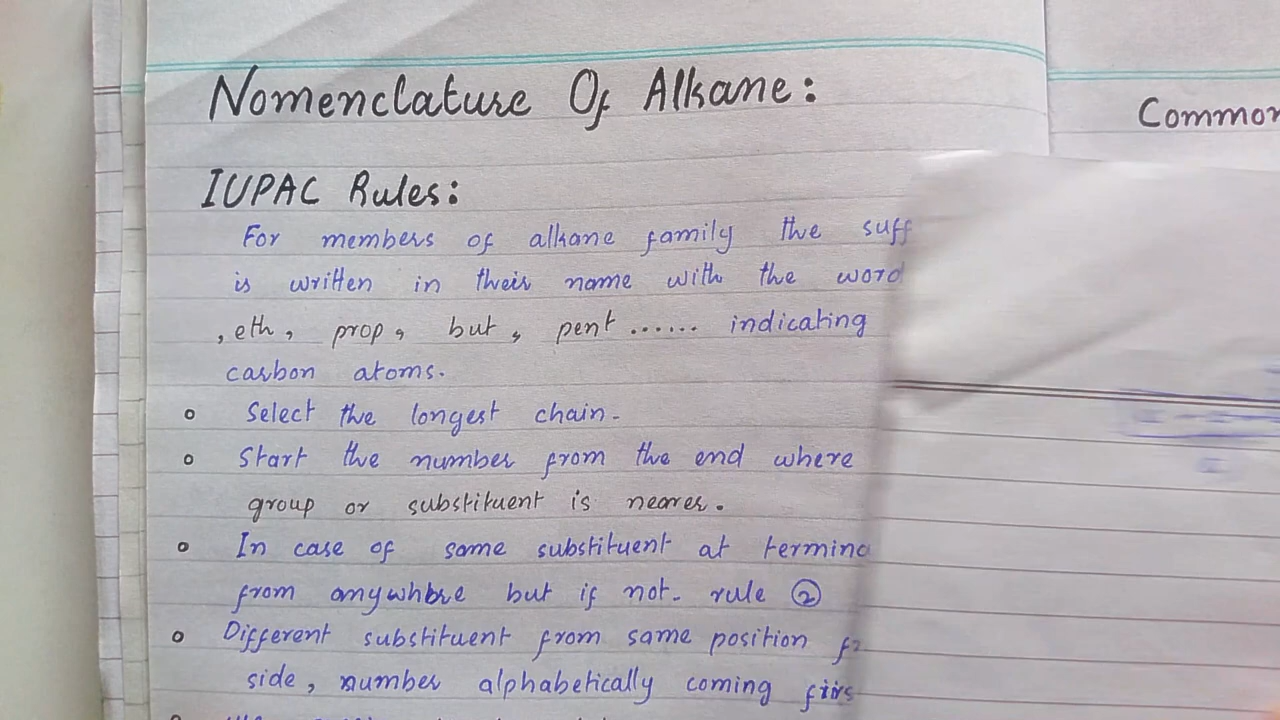 Nomenclature Of Alkane:
Common
IUPAC Rules:
For members of alkane family the suff
is written in their name with the word
, eth, prop, but, pent ...... indicating
carbon atoms.
o Select the longest chain.
o Start the number from the end where
group or substituent is nearer.
o In case of same substituent at termina
from anywhere but if not. rule ②
o Different substituent from same position
side, number alphabetically coming firs